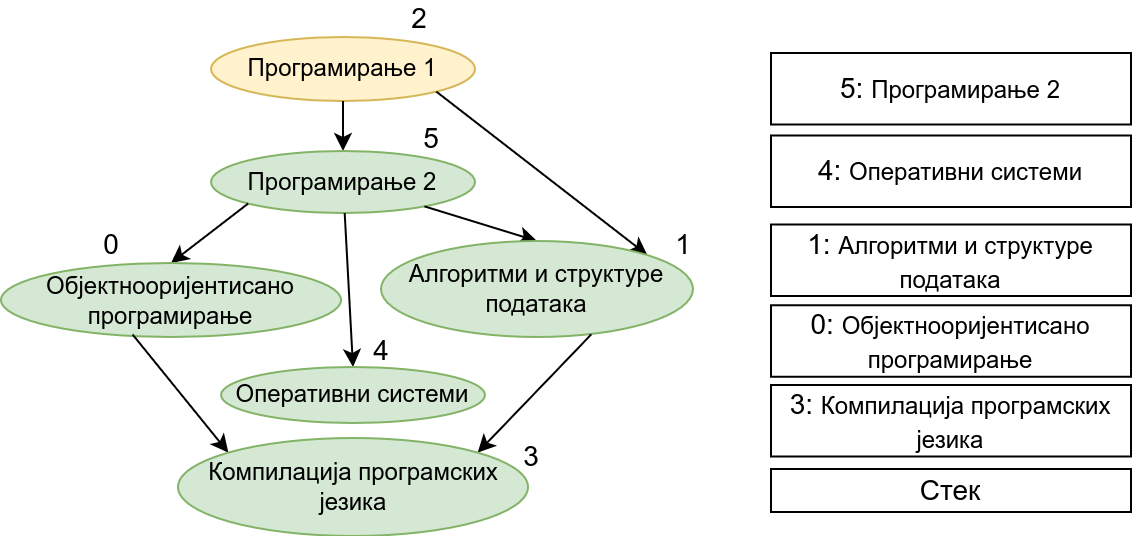 2
Програмирање 1
5
Програмирање 2
0
Објектнооријентисано
програмирање
1
Алгоритми и структуре
података
4
Оперативни системи
3
Компилација програмских
језика
5: Програмирање 2
4: Оперативни системи
1: Алгоритми и структуре
података
0: Објектнооријентисано
програмирање
3: Компилација програмских
језика
Стек